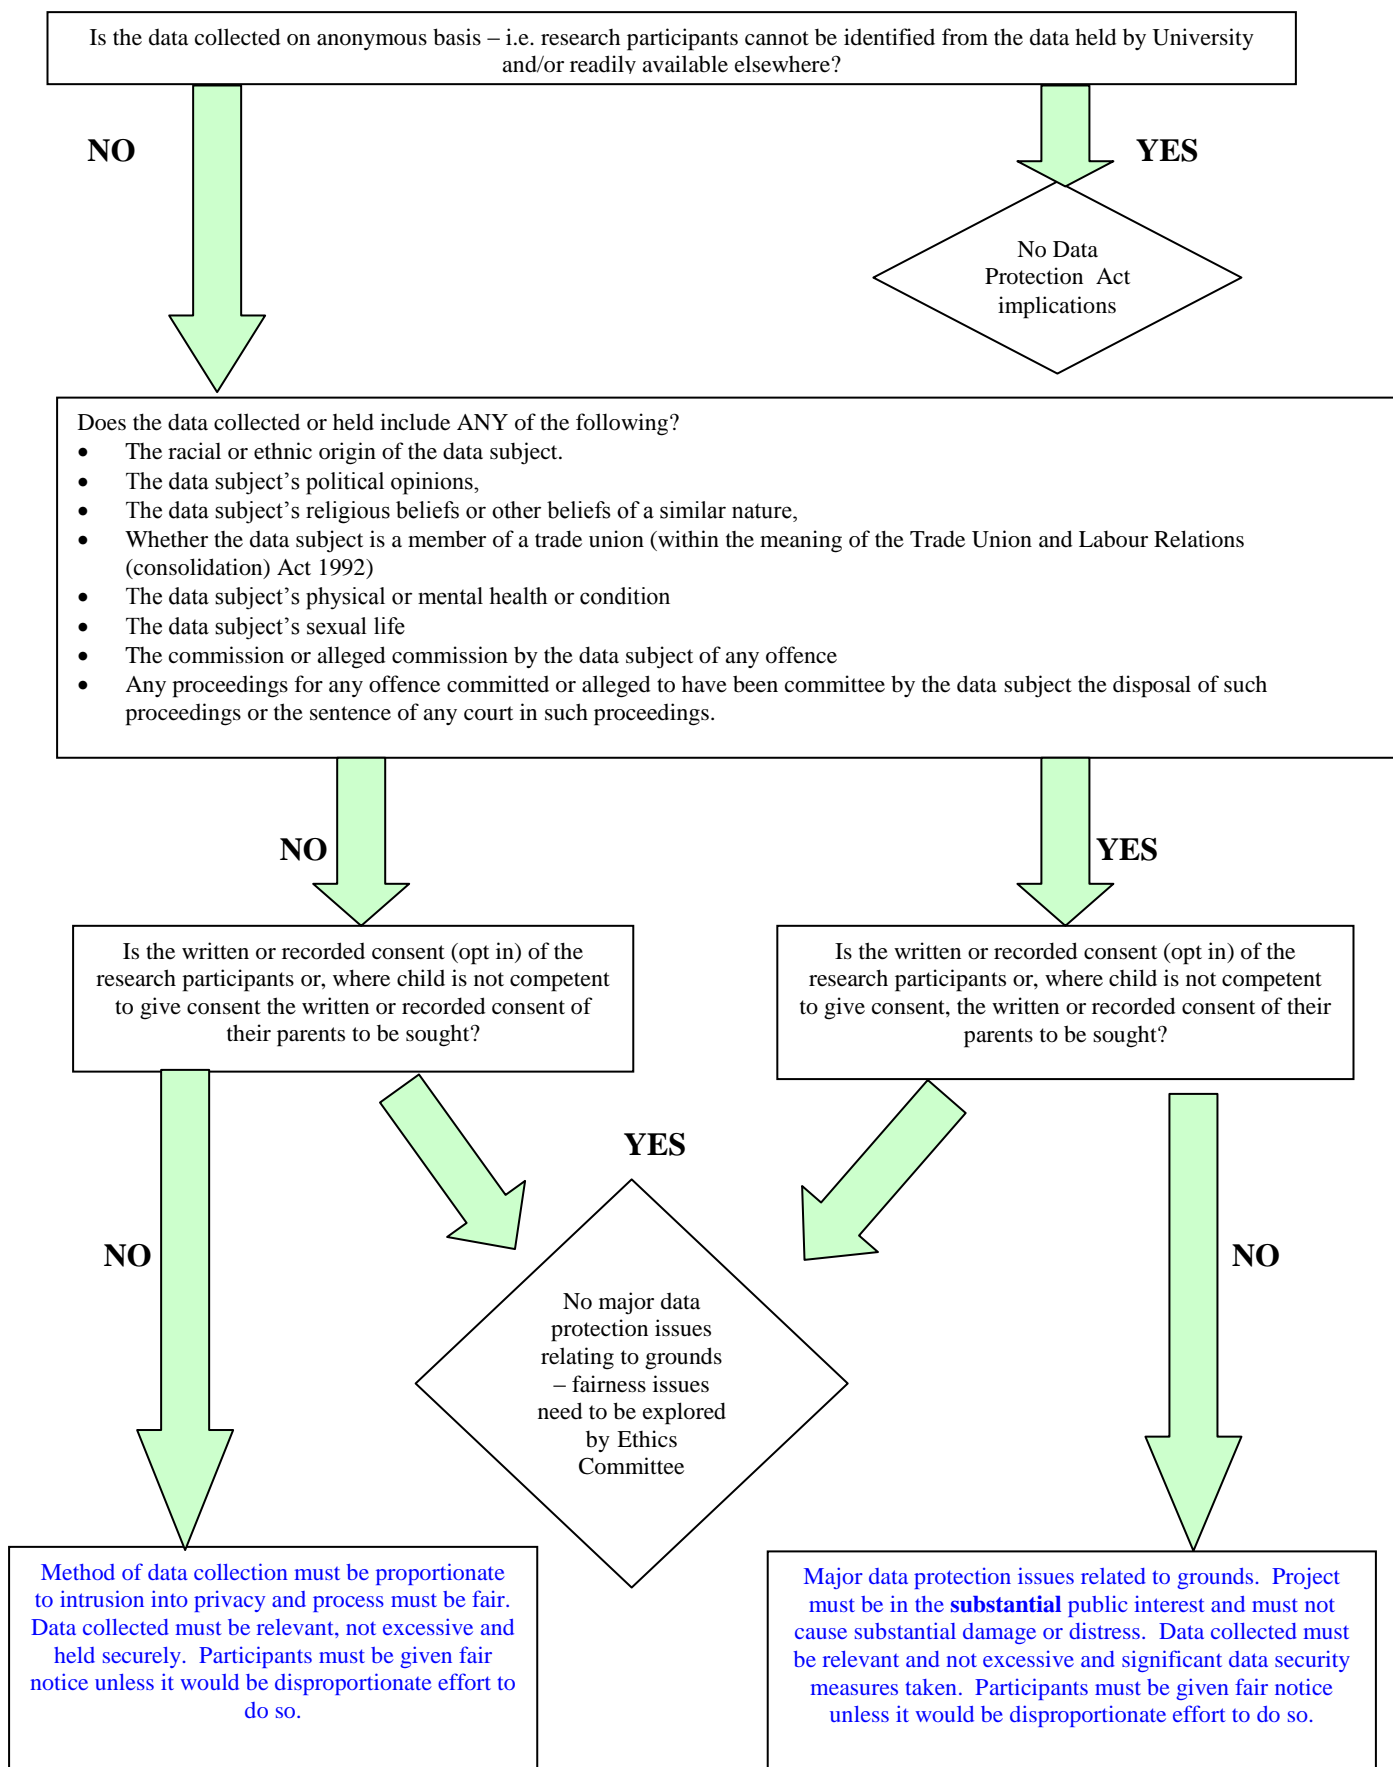 Is the data collected on anonymous basis – i.e. research participants cannot be identified from the data held by University
and/or readily available elsewhere?
NO
YES
No Data
Protection Act
implications
Does the data collected or held include ANY of the following?
• The racial or ethnic origin of the data subject.
• The data subject’s political opinions,
• The data subject’s religious beliefs or other beliefs of a similar nature,
• Whether the data subject is a member of a trade union (within the meaning of the Trade Union and Labour Relations
(consolidation) Act 1992)
• The data subject’s physical or mental health or condition
• The data subject’s sexual life
• The commission or alleged commission by the data subject of any offence
• Any proceedings for any offence committed or alleged to have been committee by the data subject the disposal of such
proceedings or the sentence of any court in such proceedings.
NO
YES
Is the written or recorded consent (opt in) of the
research participants or, where child is not competent
to give consent the written or recorded consent of
their parents to be sought?
Is the written or recorded consent (opt in) of the
research participants or, where child is not competent
to give consent, the written or recorded consent of their
parents to be sought?
YES
NO
NO
No major data
protection issues
relating to grounds
– fairness issues
need to be explored
by Ethics
Committee
Method of data collection must be proportionate
to intrusion into privacy and process must be fair.
Data collected must be relevant, not excessive and
held securely. Participants must be given fair
notice unless it would be disproportionate effort to
do so.
Major data protection issues related to grounds. Project
must be in the substantial public interest and must not
cause substantial damage or distress. Data collected must
be relevant and not excessive and significant data security
measures taken. Participants must be given fair notice
unless it would be disproportionate effort to do so.